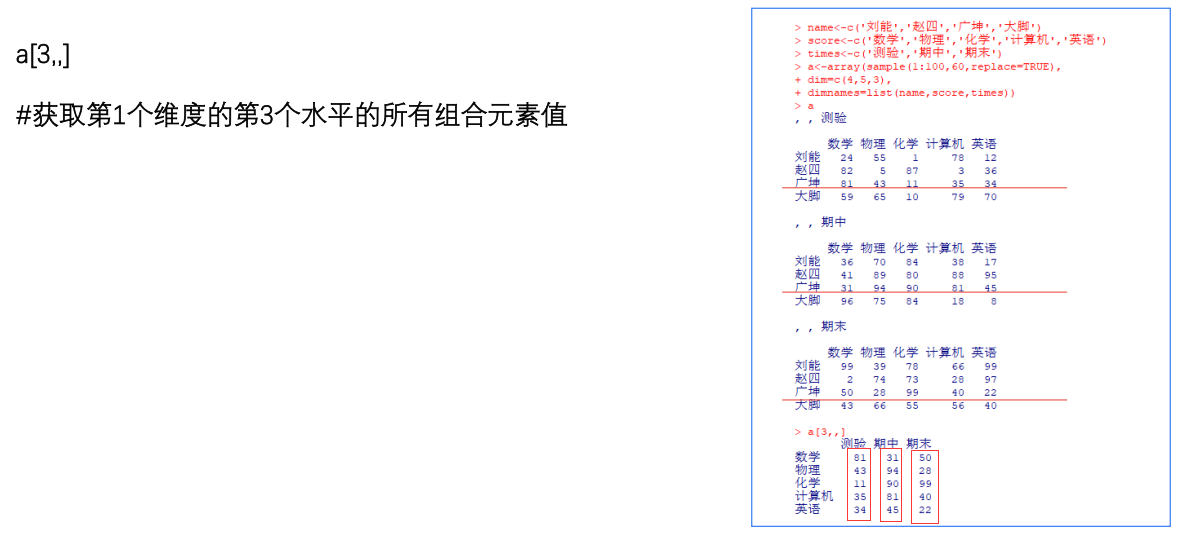 a[3,,]
#获取第1个维度的第3个水平的所有组合元素值
> name<-c('刘能','赵四','广坤','大脚')
> score<-c('数学','物理','化学','计算机','英语')
> times<-c('测验','期中','期末')
> a<-array(sample(1:100,60,replace=TRUE),
+ dim=c(4,5,3),
+ dimnames=list(name,score,times))
> a
, , 测验
数学 物理 化学 计算机 英语
刘能 24 55 1 78 12
赵四 82 5 87 3 36
广坤 81 43 11 35 34
大脚 59 65 10 79 70
, , 期中
数学 物理 化学 计算机 英语
刘能 36 70 84 38 17
赵四 41 89 80 88 95
广坤 31 94 90 81 45
大脚 96 75 84 18 8
, , 期末
数学 物理 化学 计算机 英语
刘能 99 39 78 66 99
赵四 2 74 73 28 97
广坤 50 28 99 40 22
大脚 43 66 55 56 40
> a[3,,]
测验 期中 期末
数学 81 31 50
物理 43 94 28
化学 11 90 99
计算机 35 81 40
英语 34 45 22